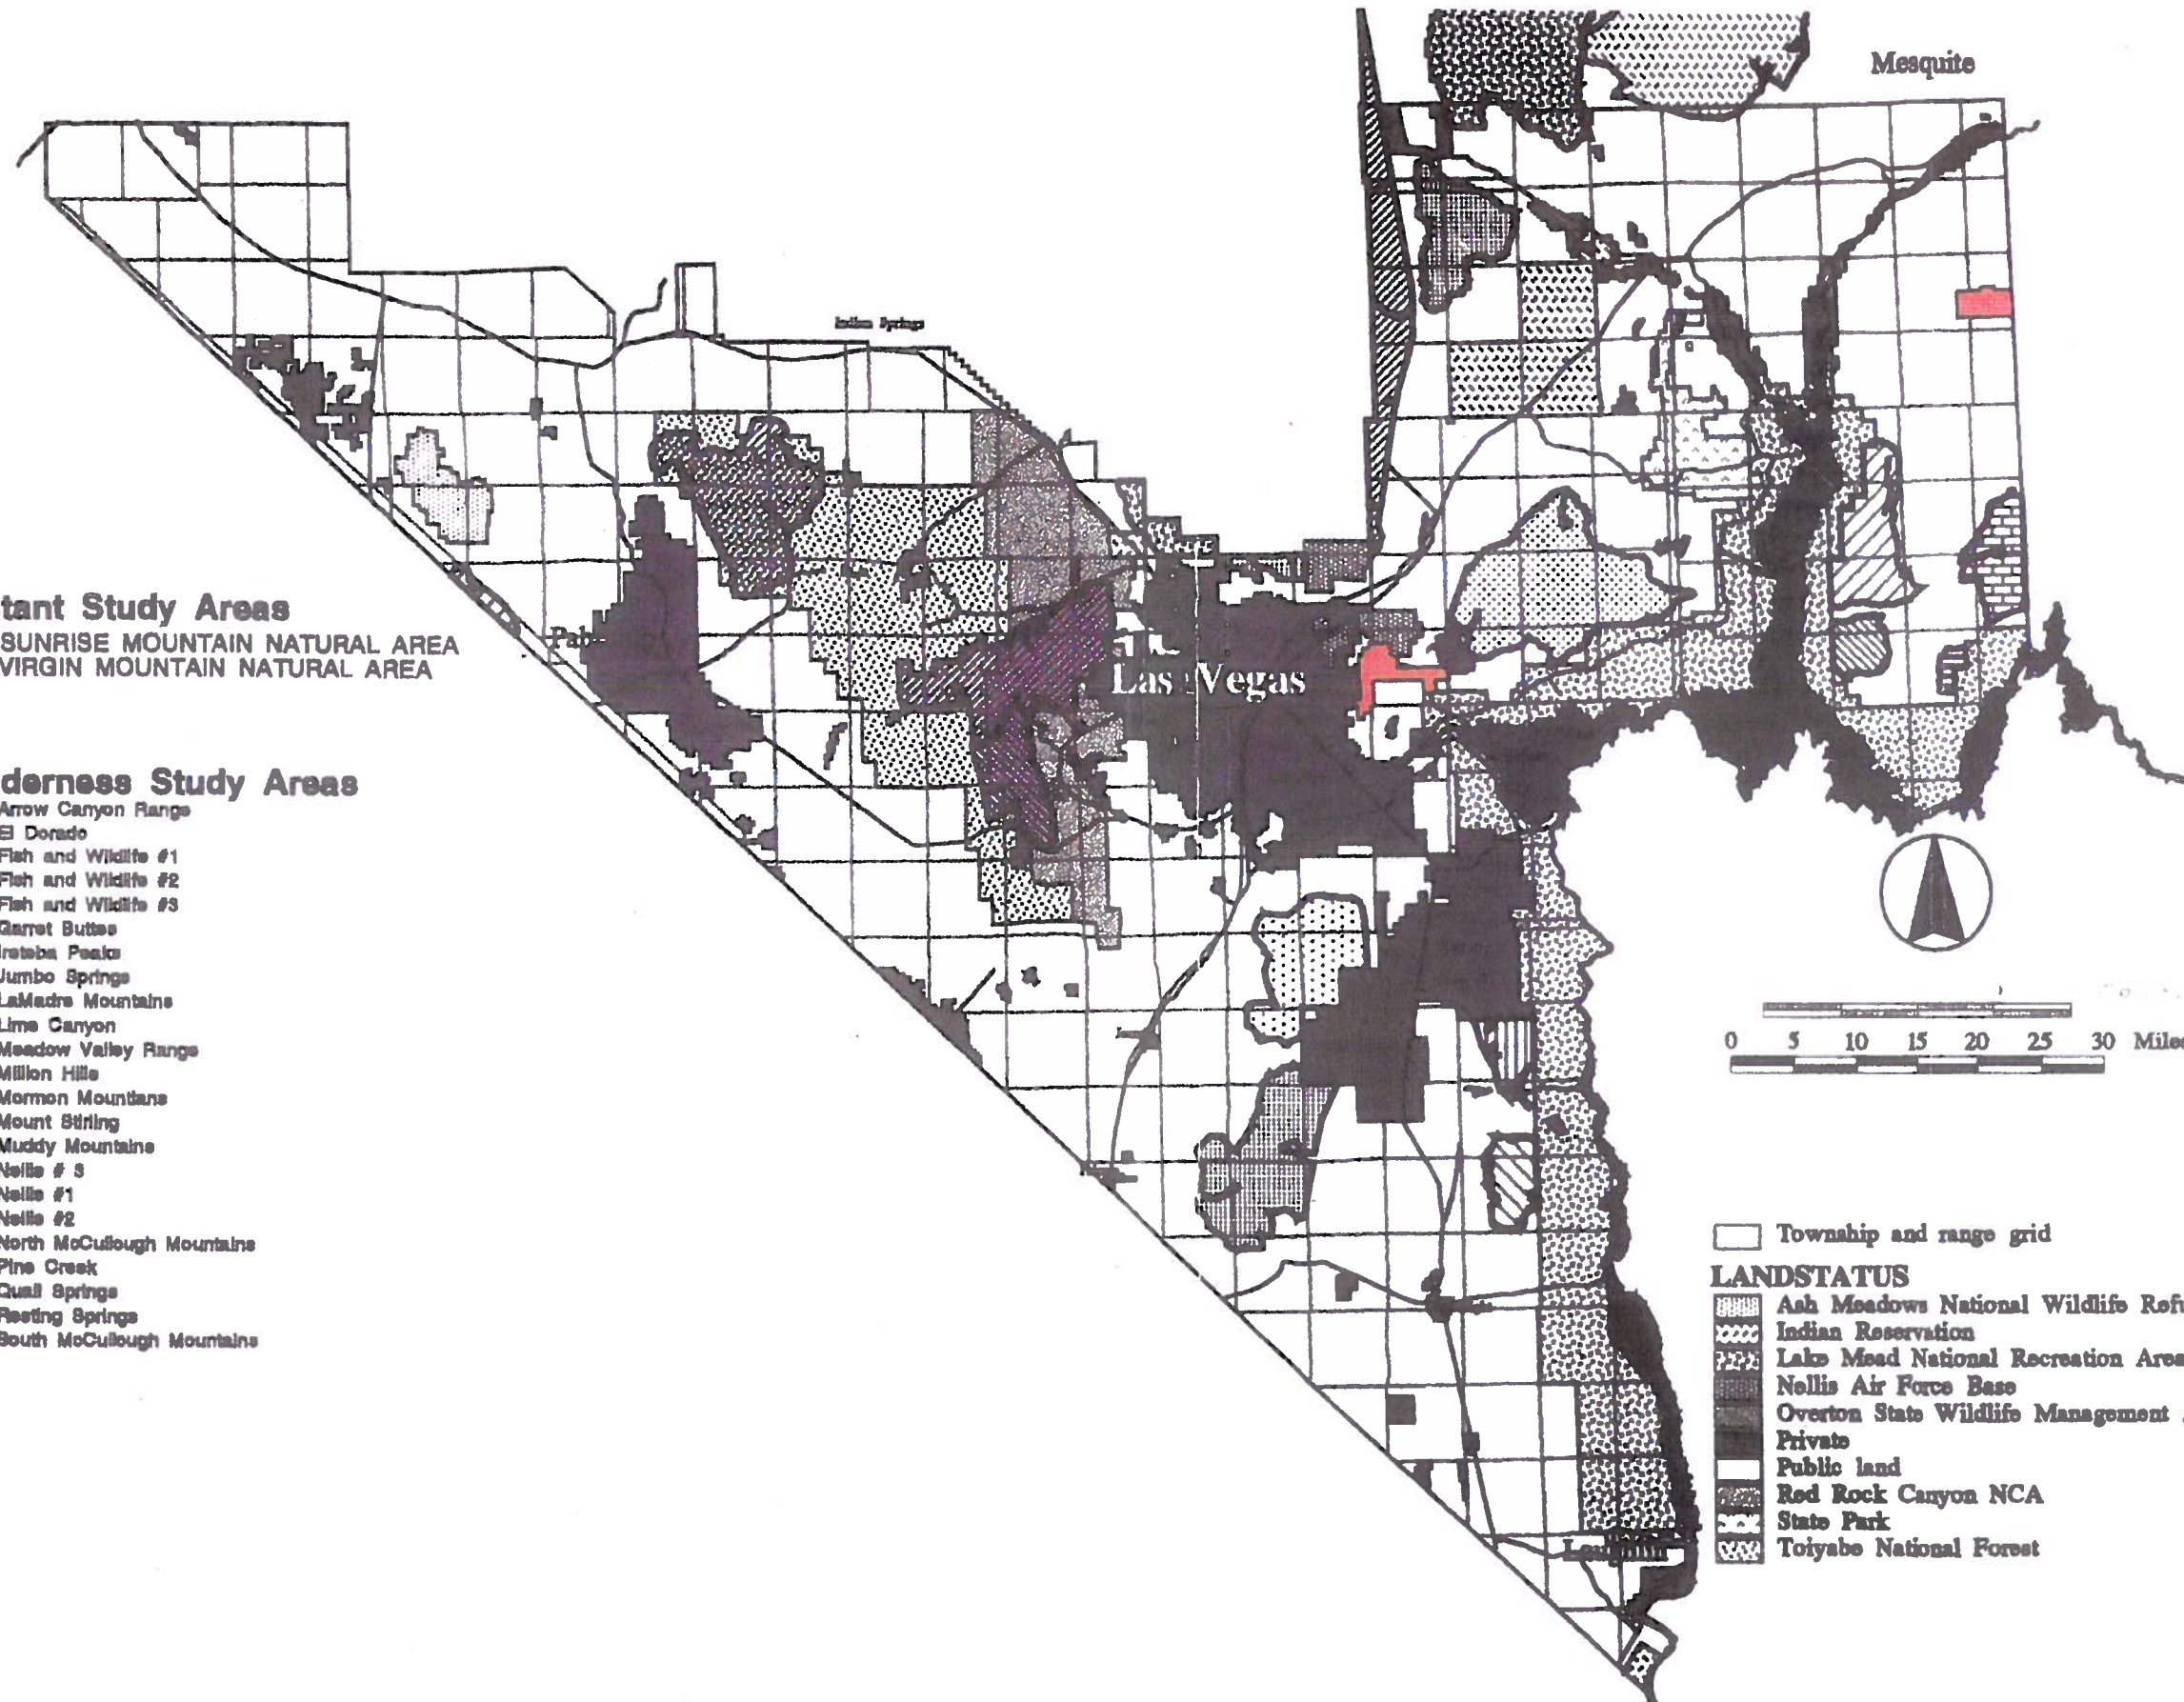 Mesquite
Indian Springs
tant Study Areas
SUNRISE MOUNTAIN NATURAL AREA
VIRGIN MOUNTAIN NATURAL AREA
Pah
Las Vegas
derness Study Areas
Arrow Canyon Range
El Dorado
Fish and Wildlife #1
Fish and Wildlife #2
Fish and Wildlife #3
Garret Buttes
Ireteba Peaks
Jumbo Springs
LaMadre Mountains
Lime Canyon
Meadow Valley Range
Million Hills
Mormon Mountians
Mount Stirling
Muddy Mountains
Nellis # 3
Nellis #1
Nellis #2
North McCullough Mountains
Pine Creek
Quail Springs
Resting Springs
South McCullough Mountains
0 5 10 15 20 25 30 Miles
Township and range grid
LANDSTATUS
Ash Meadows National Wildlife Refu
Indian Reservation
Lake Mead National Recreation Area
Nellis Air Force Base
Overton State Wildlife Management
Private
Public land
Red Rock Canyon NCA
State Park
Toiyabe National Forest
Laughlin